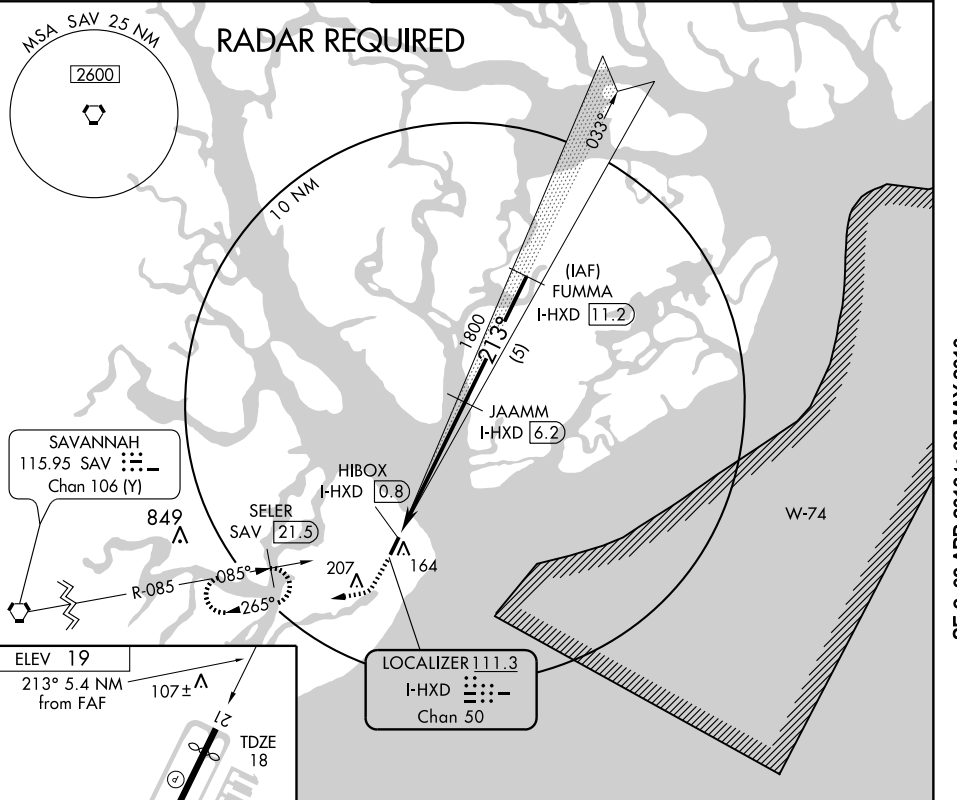 MSA SAV 25 NM
2600
RADAR REQUIRED
033°
10 NM
(IAF)
FUMMA
I-HXD 11.2
1800
213°
(5)
JAAMM
I-HXD 6.2
SAVANNAH
115.95 SAV
Chan 106 (Y)
HIBOX
I-HXD 0.8
849
SELER
SAV 21.5
W-74
207
164
R-085
085°
265°
LOCALIZER 111.3
I-HXD
Chan 50
ELEV 19
213° 5.4 NM
from FAF
107±
21
TDZE
18
P